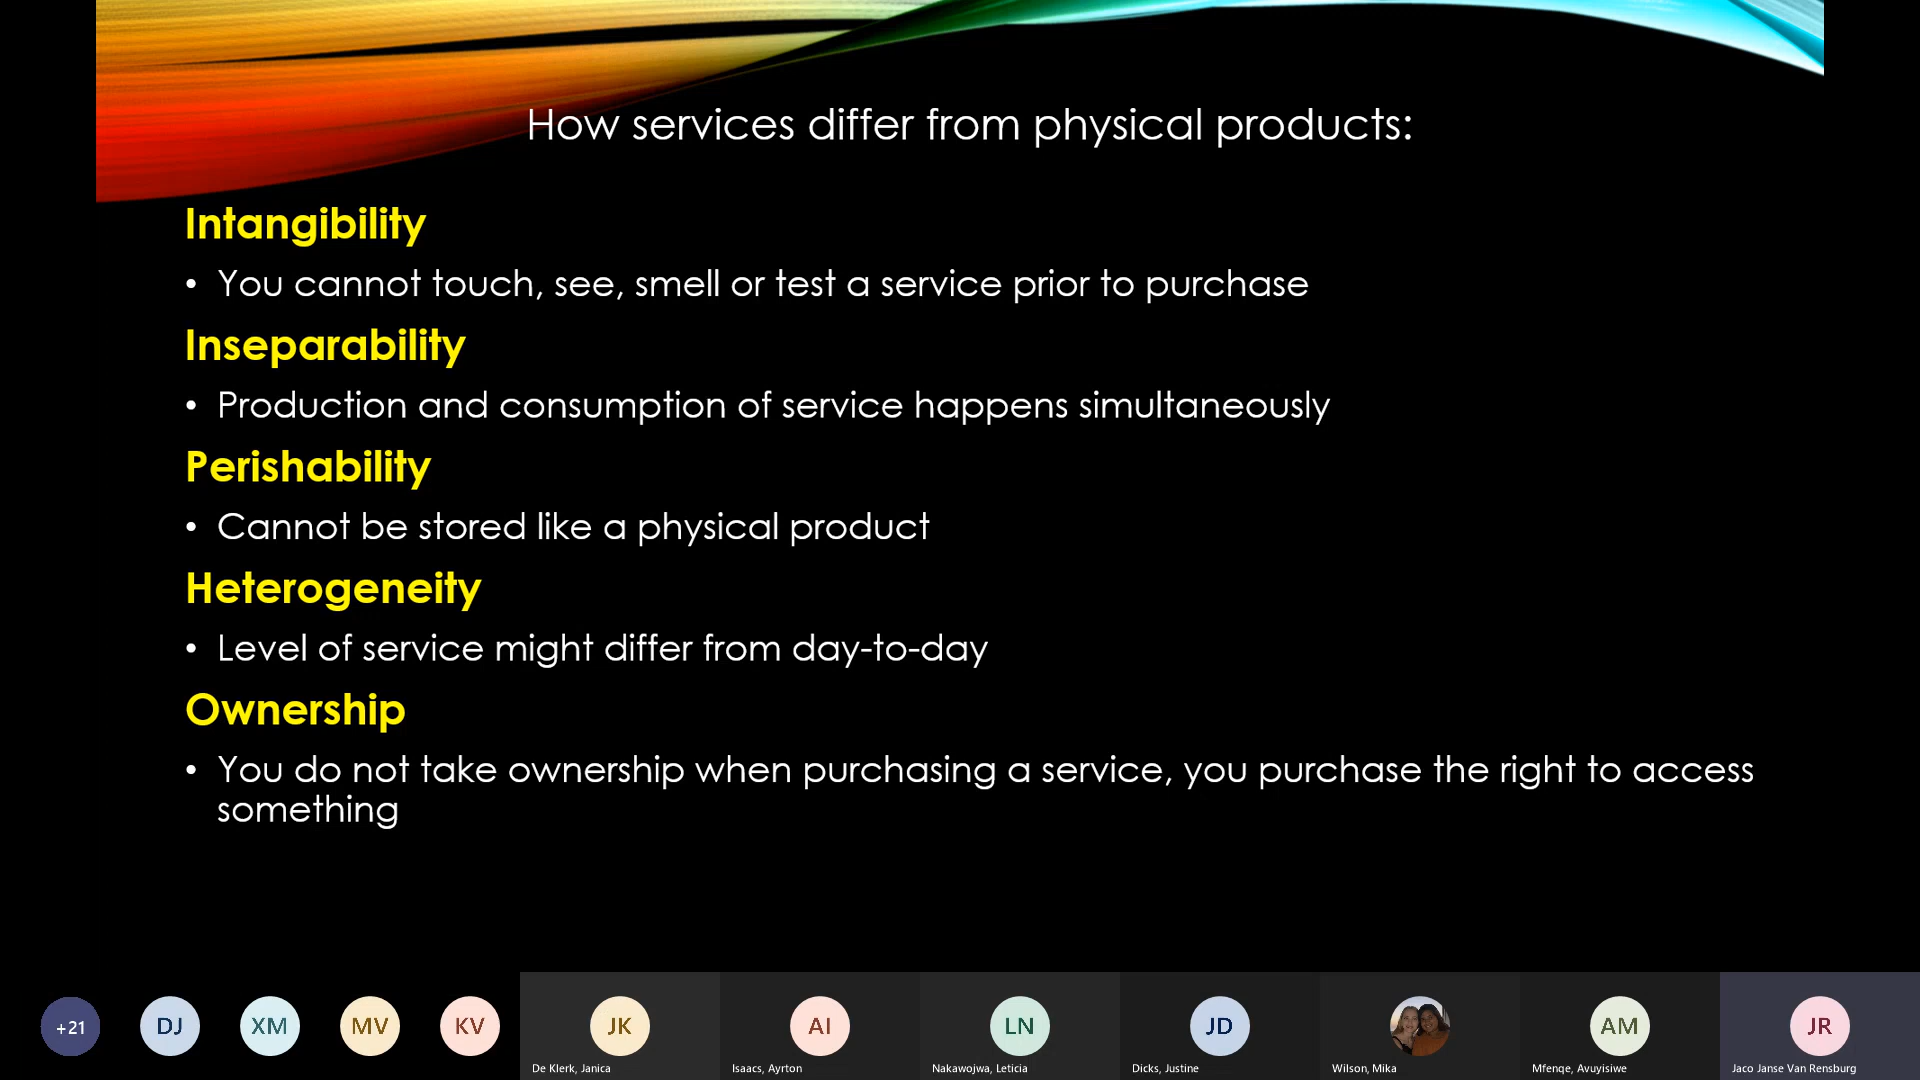 How services differ from physical products:
Intangibility
• You cannot touch, see, smell or test a service prior to purchase
Inseparability
• Production and consumption of service happens simultaneously
Perishability
• Cannot be stored like a physical product
Heterogeneity
• Level of service might differ from day-to-day
Ownership
• You do not take ownership when purchasing a service, you purchase the right to access
something
+21
DJ
XM
MV
KV
JK
AI
LN
JD
AM
JR
De Klerk, Janica
Isaacs, Ayrton
Nakawojwa, Leticia
Dicks, Justine
Wilson, Mika
Mfenqe, Avuyisiwe
Jaco Janse Van Rensburg